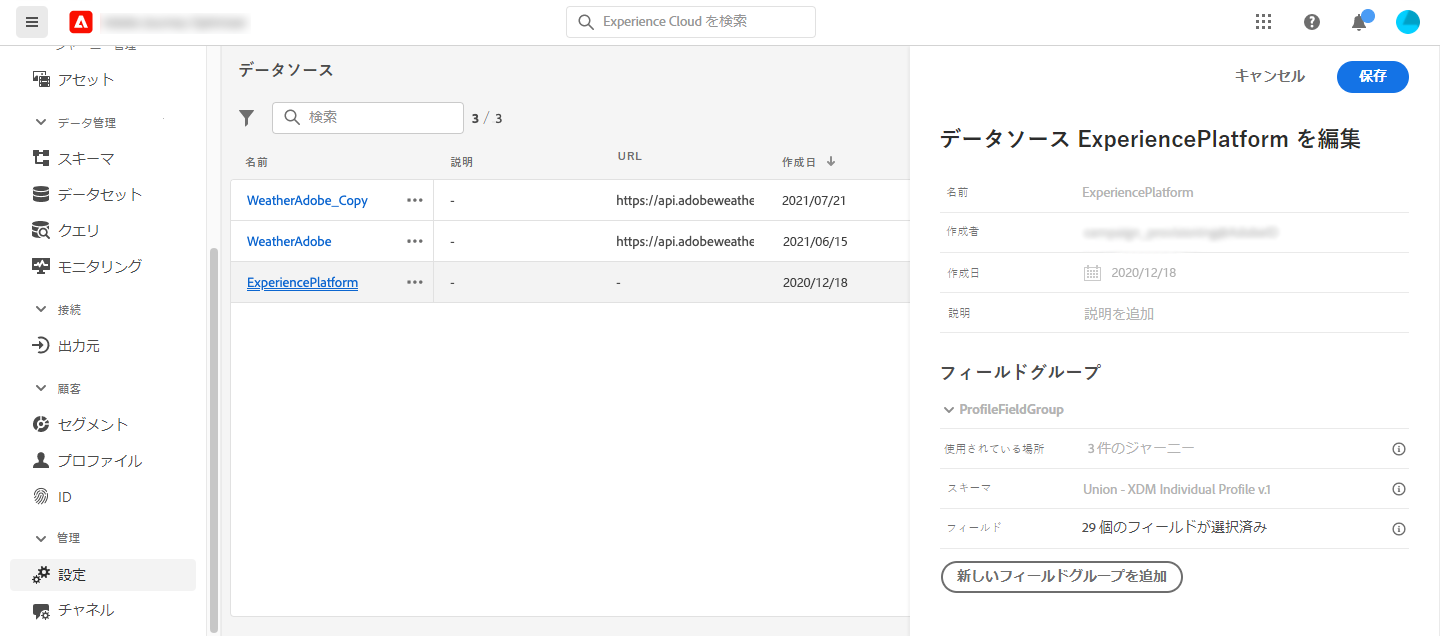 Experience Cloud を検索
ジャーニー管理
アセット
データ管理
スキーマ
データセット
クエリ
モニタリング
接続
出力元
顧客
セグメント
プロファイル
ID
管理
設定
チャネル
データソース
検索
3 / 3
名前 説明 URL 作成日
WeatherAdobe_Copy - https://api.adobeweathe 2021/07/21
WeatherAdobe - https://api.adobeweathe 2021/06/15
ExperiencePlatform - - 2020/12/18
キャンセル 保存
データソース ExperiencePlatform を編集
名前 ExperiencePlatform
作成者
作成日 2020/12/18
説明 説明を追加
フィールドグループ
ProfileFieldGroup
使用されている場所 3 件のジャーニー
スキーマ Union - XDM Individual Profile v.1
フィールド 29 個のフィールドが選択済み
新しいフィールドグループを追加